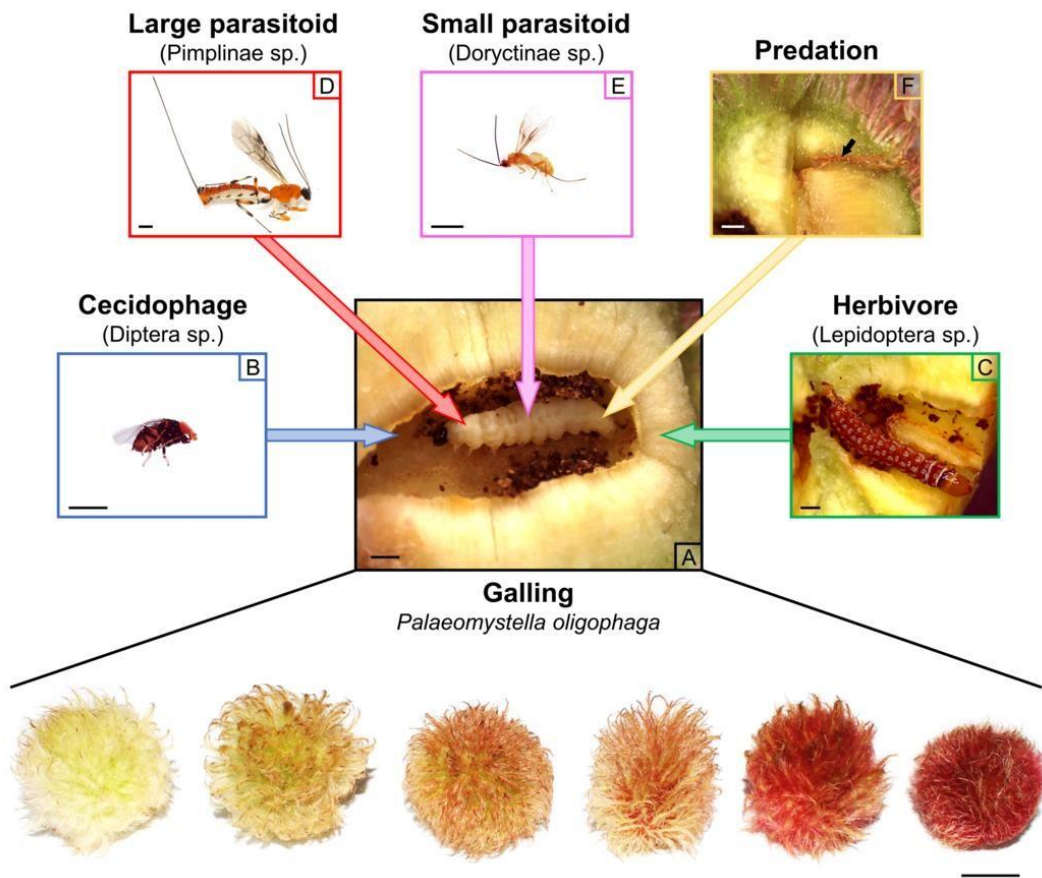 Large parasitoid
(Pimplinae sp.)
D
Small parasitoid
(Doryctinae sp.)
E
Predation
F
Cecidophage
(Diptera sp.)
B
Herbivore
(Lepidoptera sp.)
C
A
Galling
Palaeomystella oligophaga